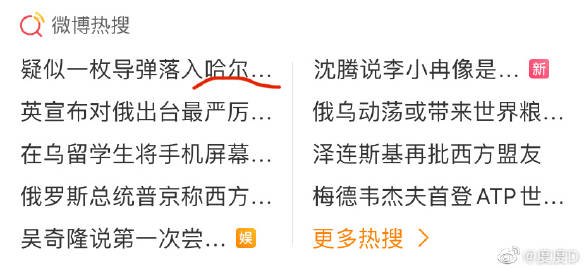 微博热搜
疑似一枚导弹落入哈尔...
沈腾说李小冉像是... 新
英宣布对俄出台最严厉...
俄乌动荡或带来世界粮...
在乌留学生将手机屏幕...
泽连斯基再批西方盟友
俄罗斯总统普京称西方...
梅德韦杰夫首登ATP世...
吴奇隆说第一次尝... 娱
更多热搜 >
@度度D